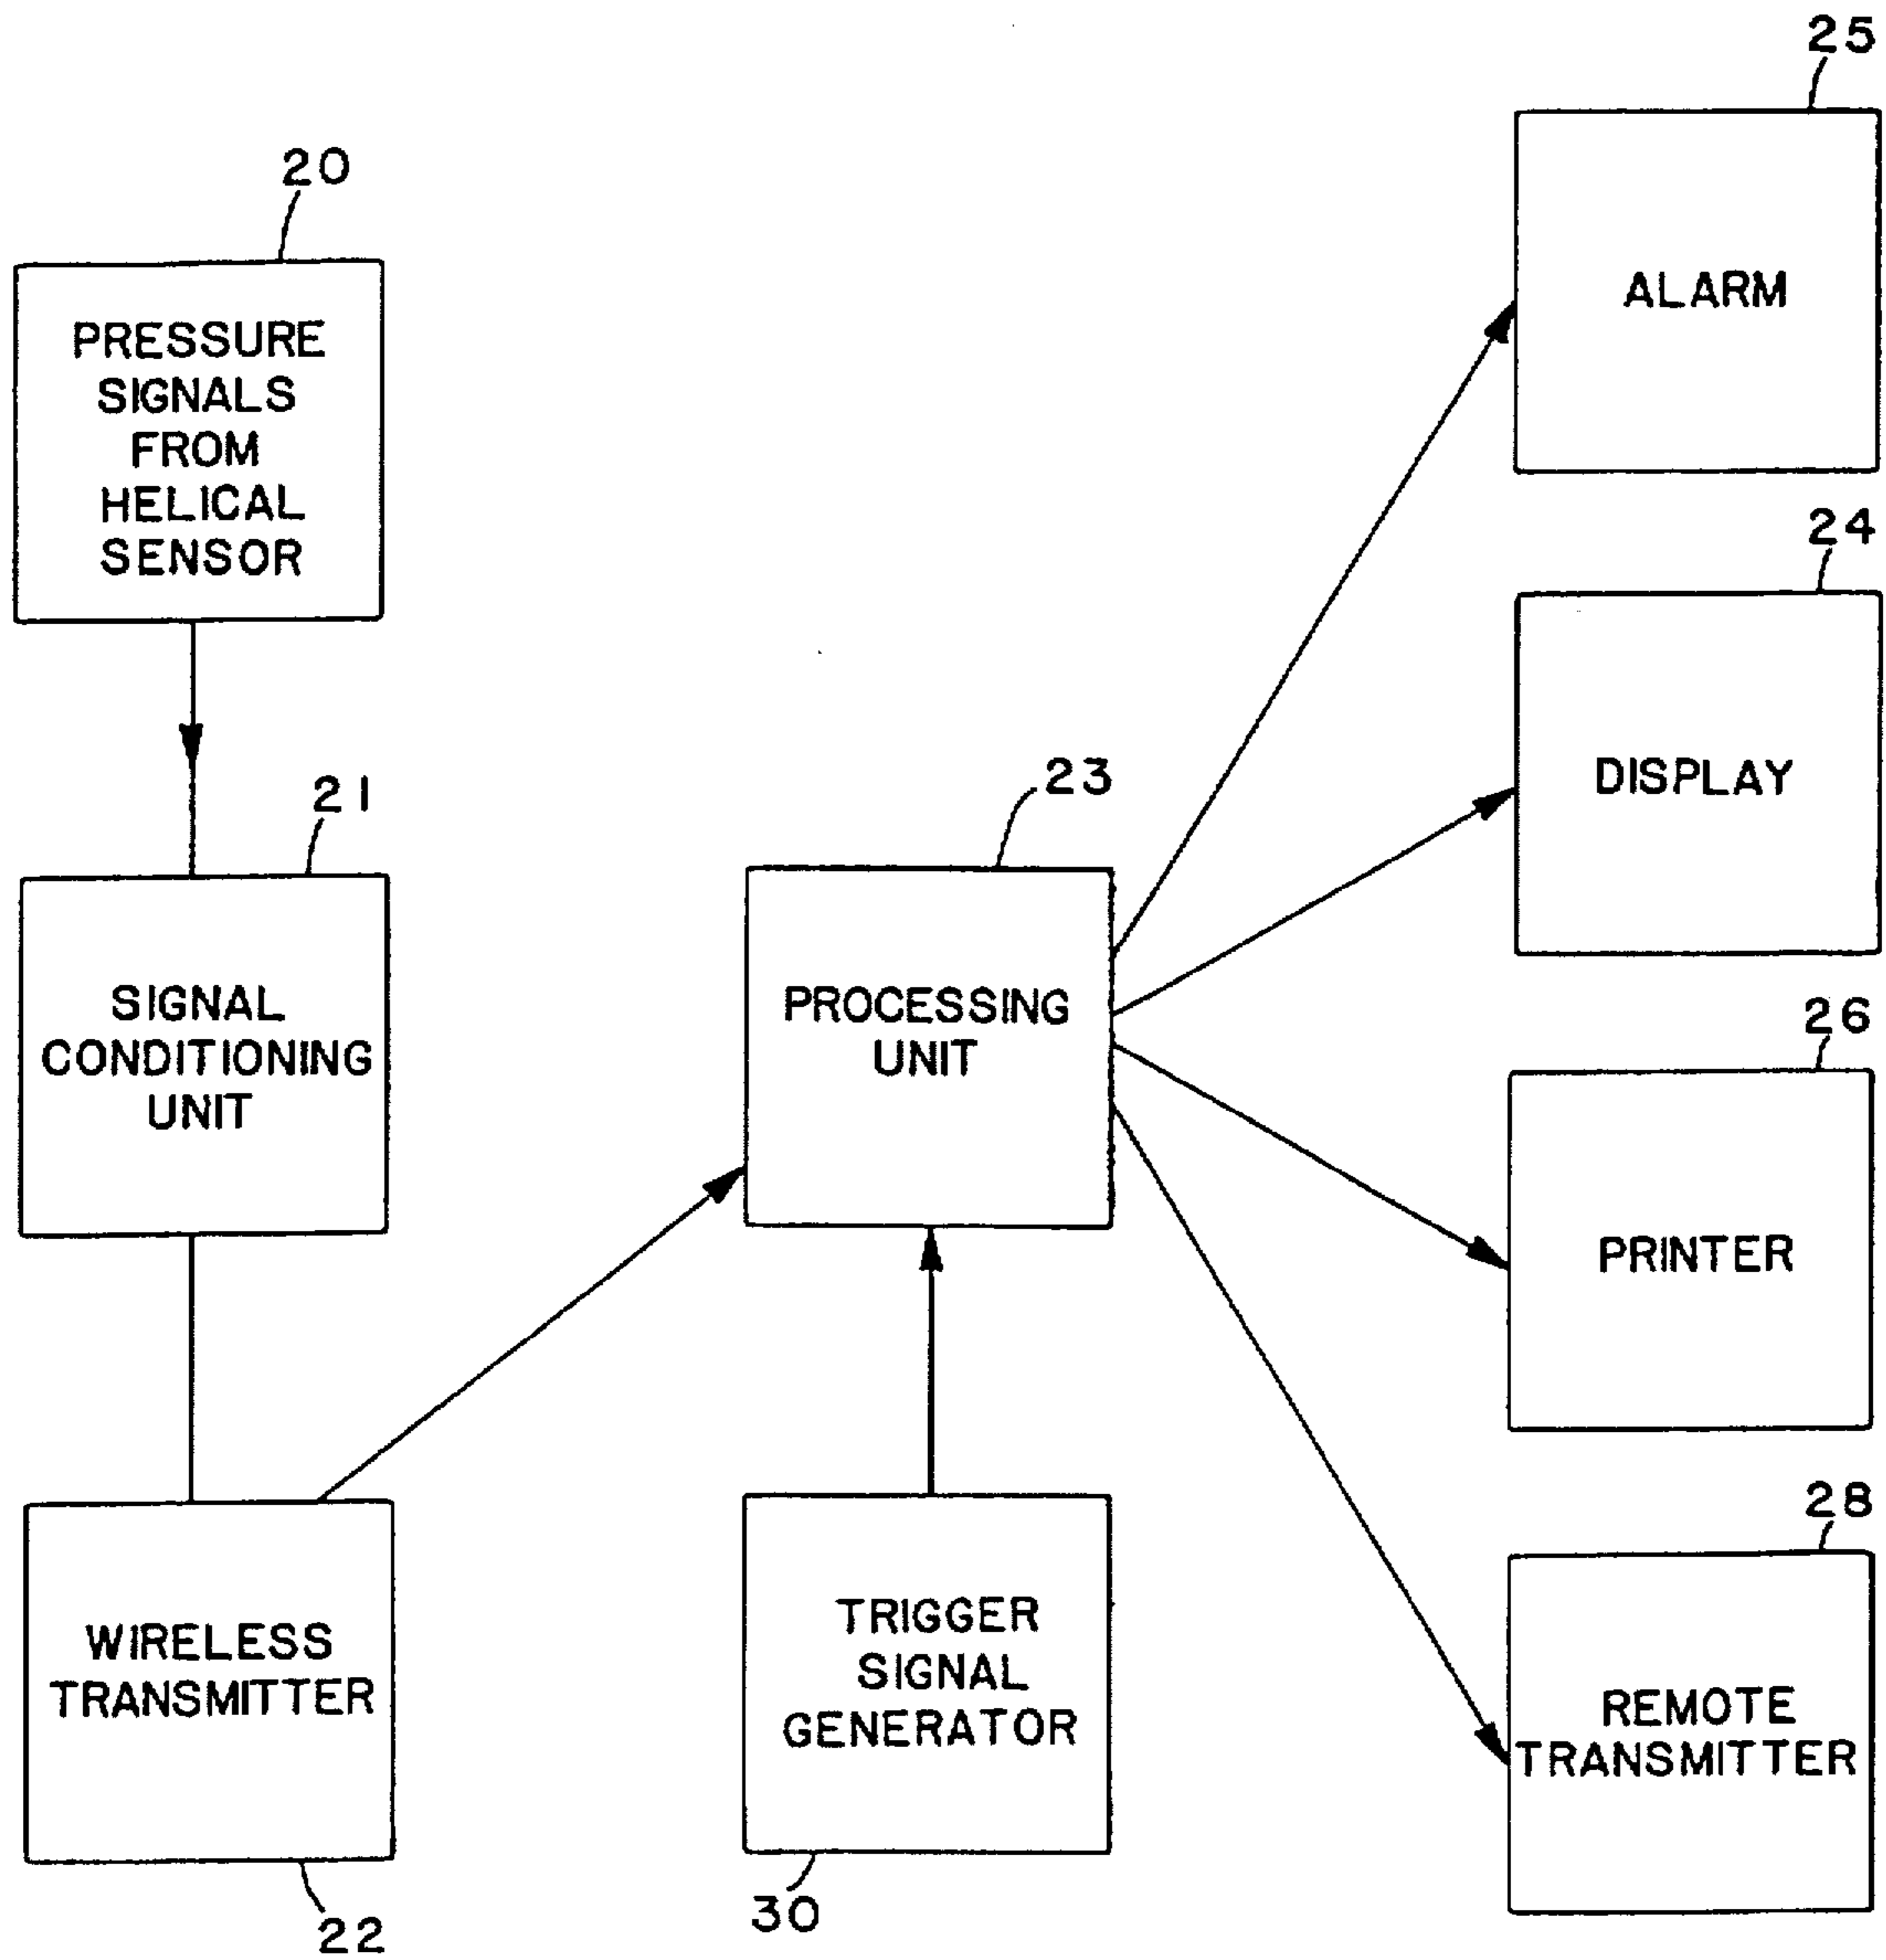 20
PRESSURE
SIGNALS
FROM
HELICAL
SENSOR
21
SIGNAL
CONDITIONING
UNIT
WIRELESS
TRANSMITTER
22
23
PROCESSING
UNIT
TRIGGER
SIGNAL
GENERATOR
30
25
ALARM
24
DISPLAY
26
PRINTER
28
REMOTE
TRANSMITTER